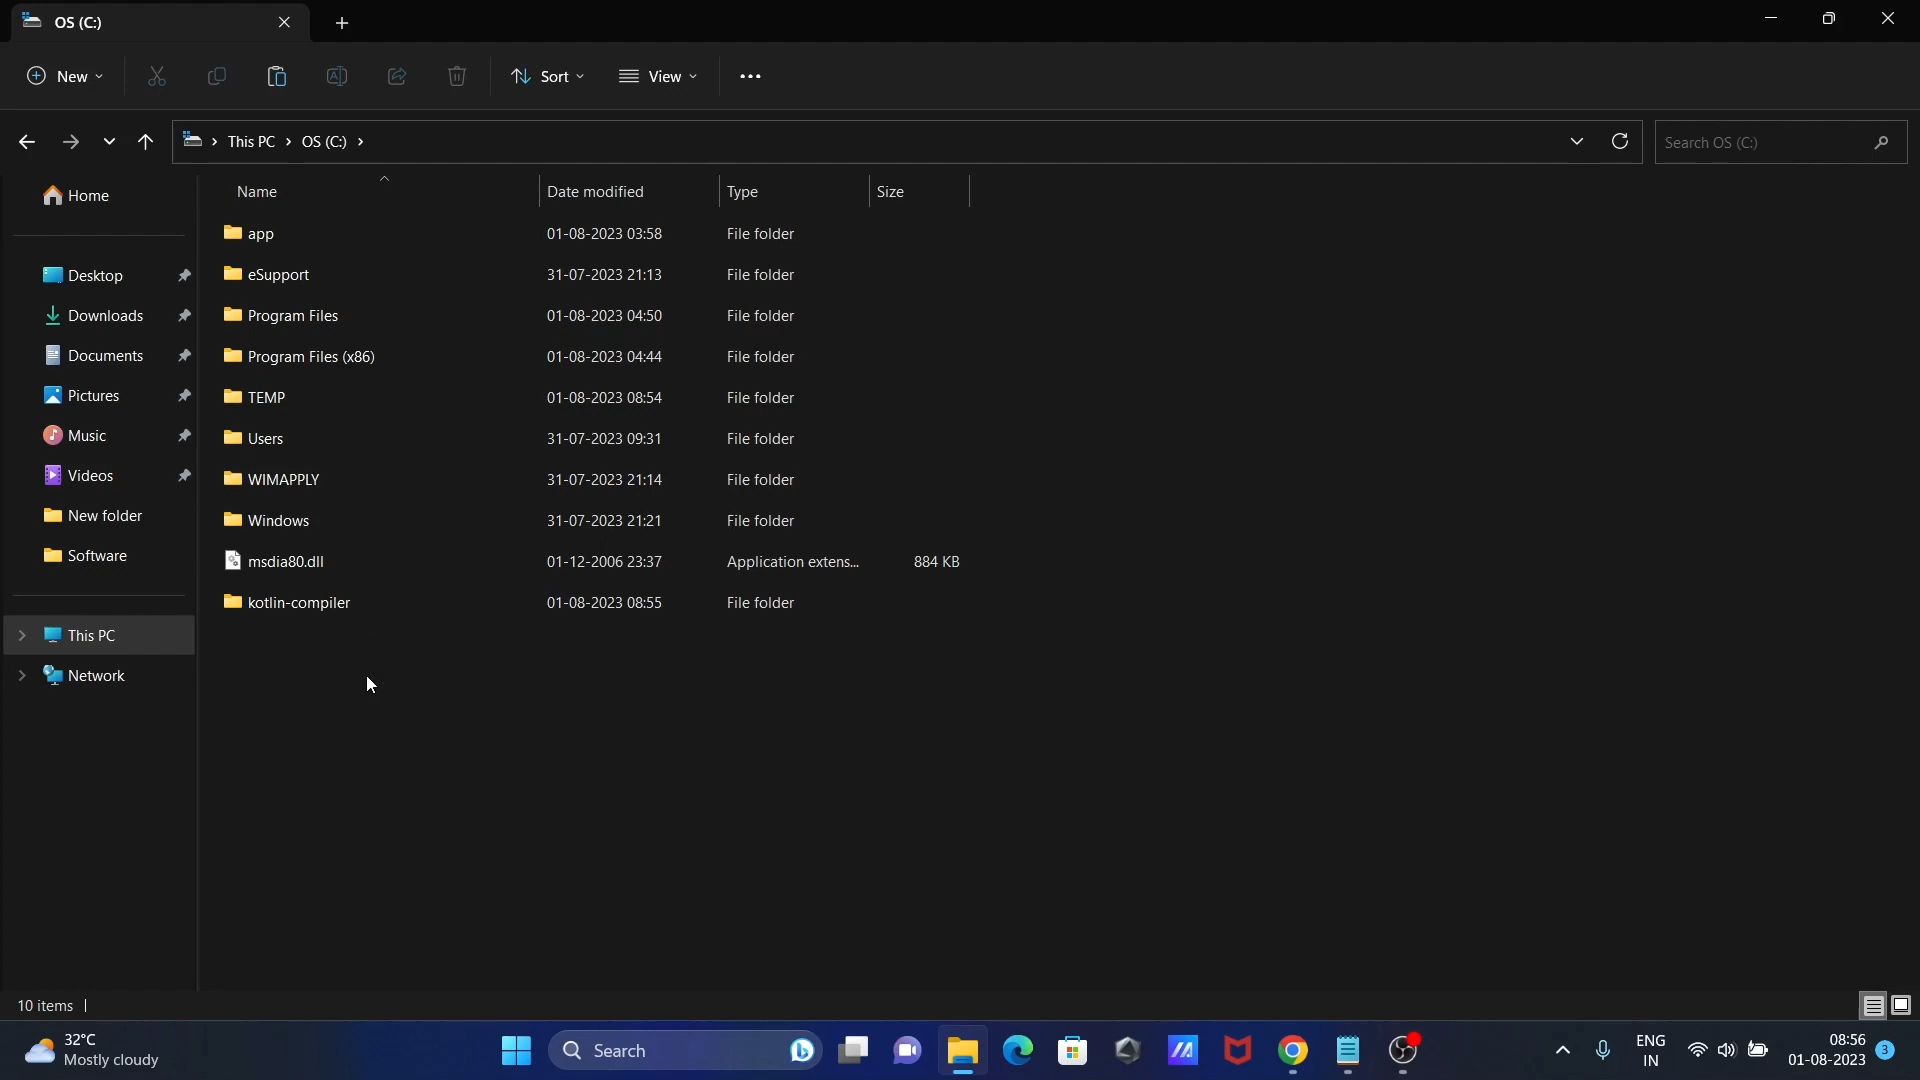 OS (C:)
New
Sort
View
This PC
OS (C:)
Search OS (C:)
Home
Desktop
Downloads
Documents
Pictures
Music
Videos
New folder
Software
This PC
Network
Name Date modified Type Size
app 01-08-2023 03:58 File folder
eSupport 31-07-2023 21:13 File folder
Program Files 01-08-2023 04:50 File folder
Program Files (x86) 01-08-2023 04:44 File folder
TEMP 01-08-2023 08:54 File folder
Users 31-07-2023 09:31 File folder
WIMAPPLY 31-07-2023 21:14 File folder
Windows 31-07-2023 21:21 File folder
msdia80.dll 01-12-2006 23:37 Application extens... 884 KB
kotlin-compiler 01-08-2023 08:55 File folder
10 items
32°C
Mostly cloudy
Search
ENG
IN
08:56
01-08-2023
3